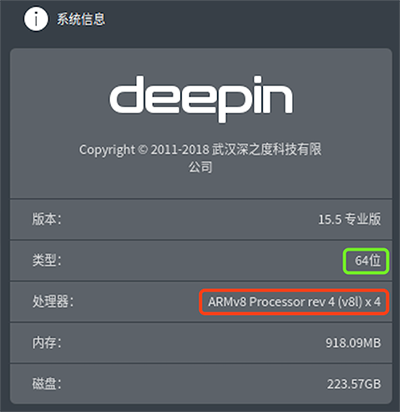 系统信息
deepin
Copyright © 2011-2018 武汉深之度科技有限
公司
版本： 15.5 专业版
类型： 64位
处理器： ARMv8 Processor rev 4 (v8l) x 4
内存： 918.09MB
磁盘： 223.57GB